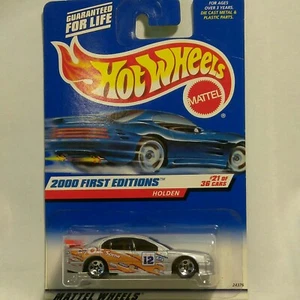 GUARANTEED
FOR LIFE
FOR AGES
OVER 3 YEARS.
DIE CAST METAL &
PLASTIC PARTS.
Hot Wheels
MATTEL
2000 FIRST EDITIONS
HOLDEN
#21 OF
36 CARS
12
MATTEL WHEELS